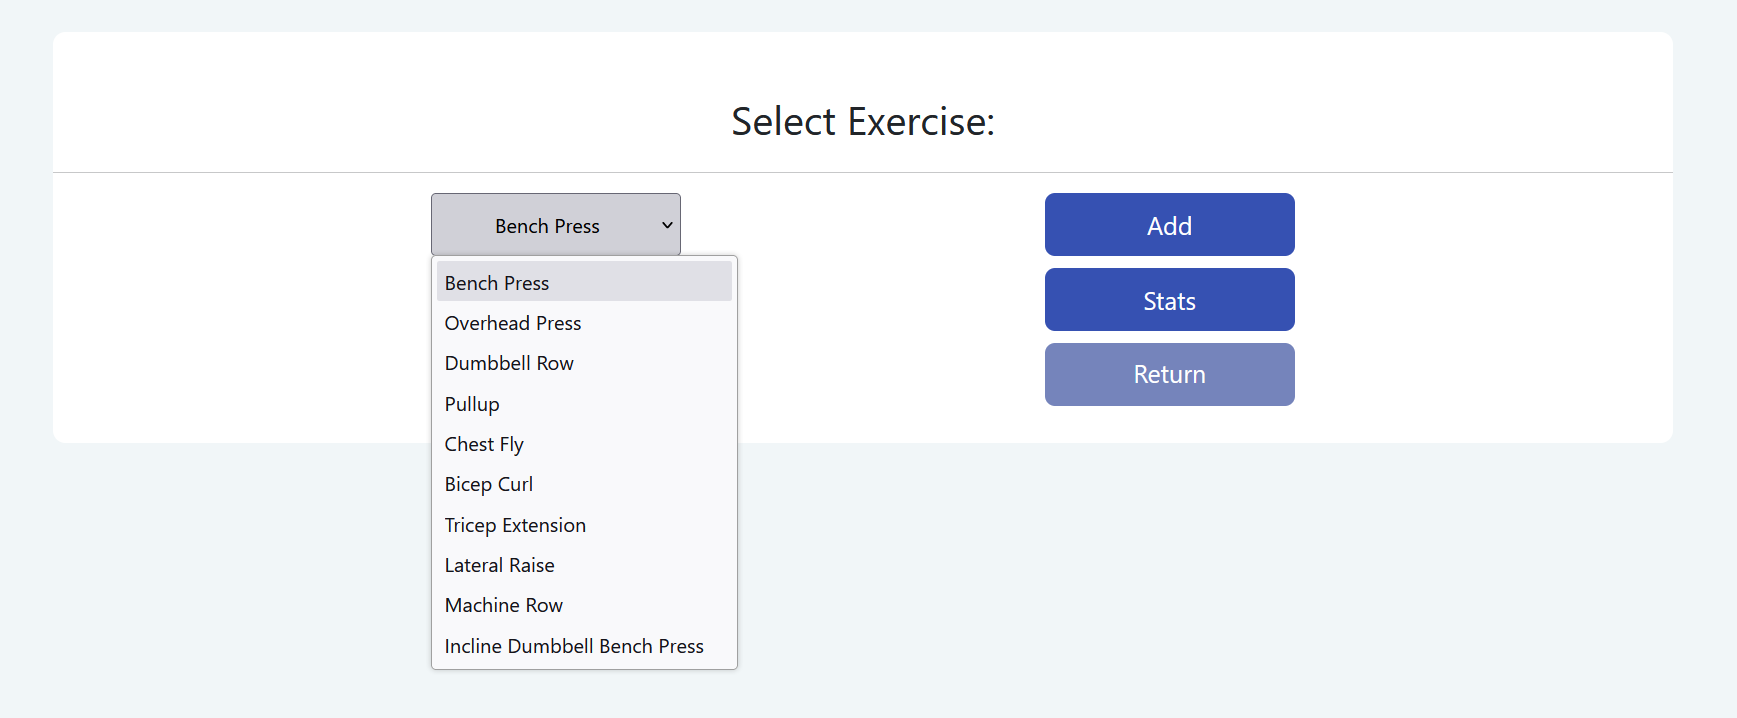 Select Exercise:
Bench Press
Bench Press
Overhead Press
Dumbbell Row
Pullup
Chest Fly
Bicep Curl
Tricep Extension
Lateral Raise
Machine Row
Incline Dumbbell Bench Press
Add
Stats
Return